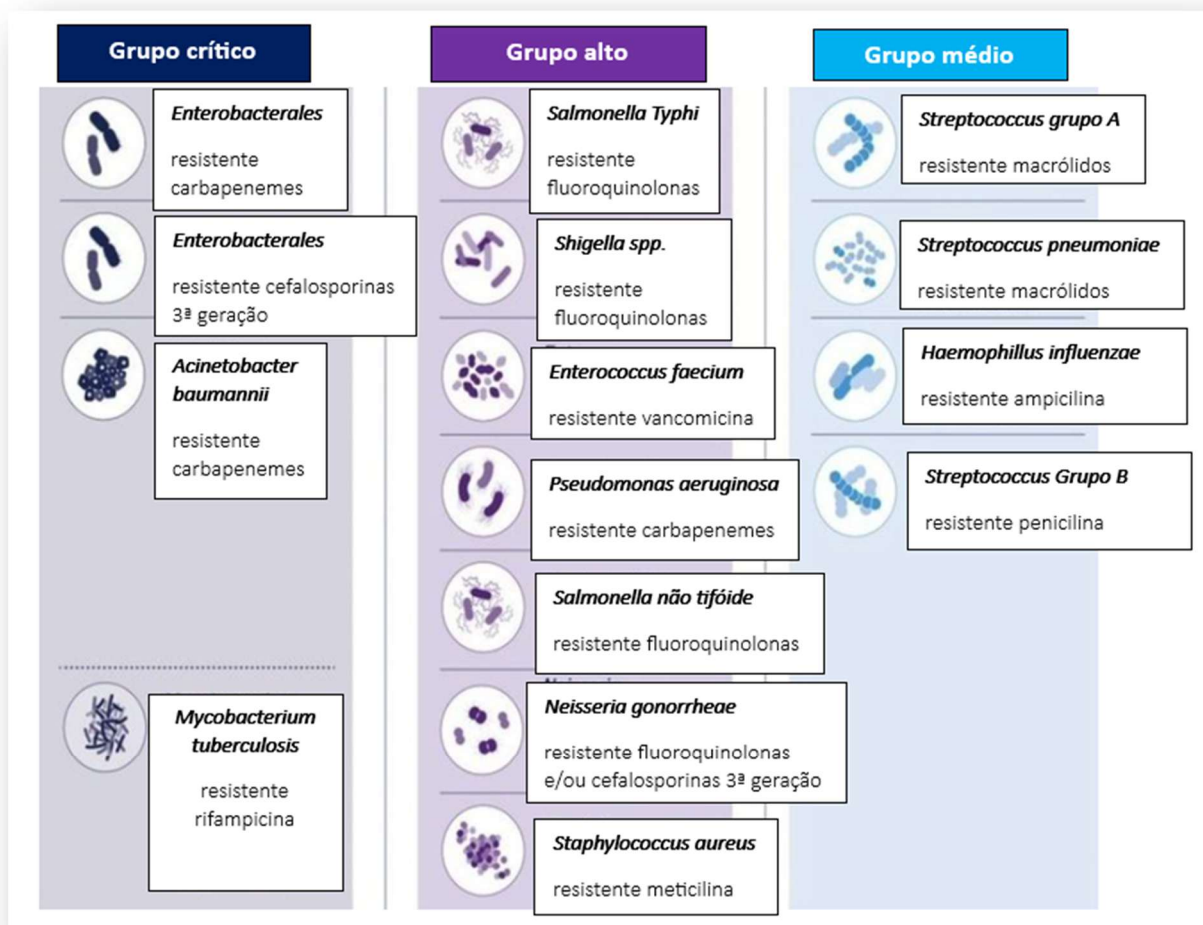 Grupo crítico
Enterobacterales
resistente
carbapenemes
Enterobacterales
resistente cefalosporinas
3ª geração
Acinetobacter
baumannii
resistente
carbapenemes
Mycobacterium
tuberculosis
resistente
rifampicina
Grupo alto
Salmonella Typhi
resistente
fluoroquinolonas
Shigella spp.
resistente
fluoroquinolonas
Enterococcus faecium
resistente vancomicina
Pseudomonas aeruginosa
resistente carbapenemes
Salmonella não tifóide
resistente fluoroquinolonas
Neisseria gonorrheae
resistente fluoroquinolonas
e/ou cefalosporinas 3ª geração
Staphylococcus aureus
resistente meticilina
Grupo médio
Streptococcus grupo A
resistente macrólidos
Streptococcus pneumoniae
resistente macrólidos
Haemophillus influenzae
resistente ampicilina
Streptococcus Grupo B
resistente penicilina